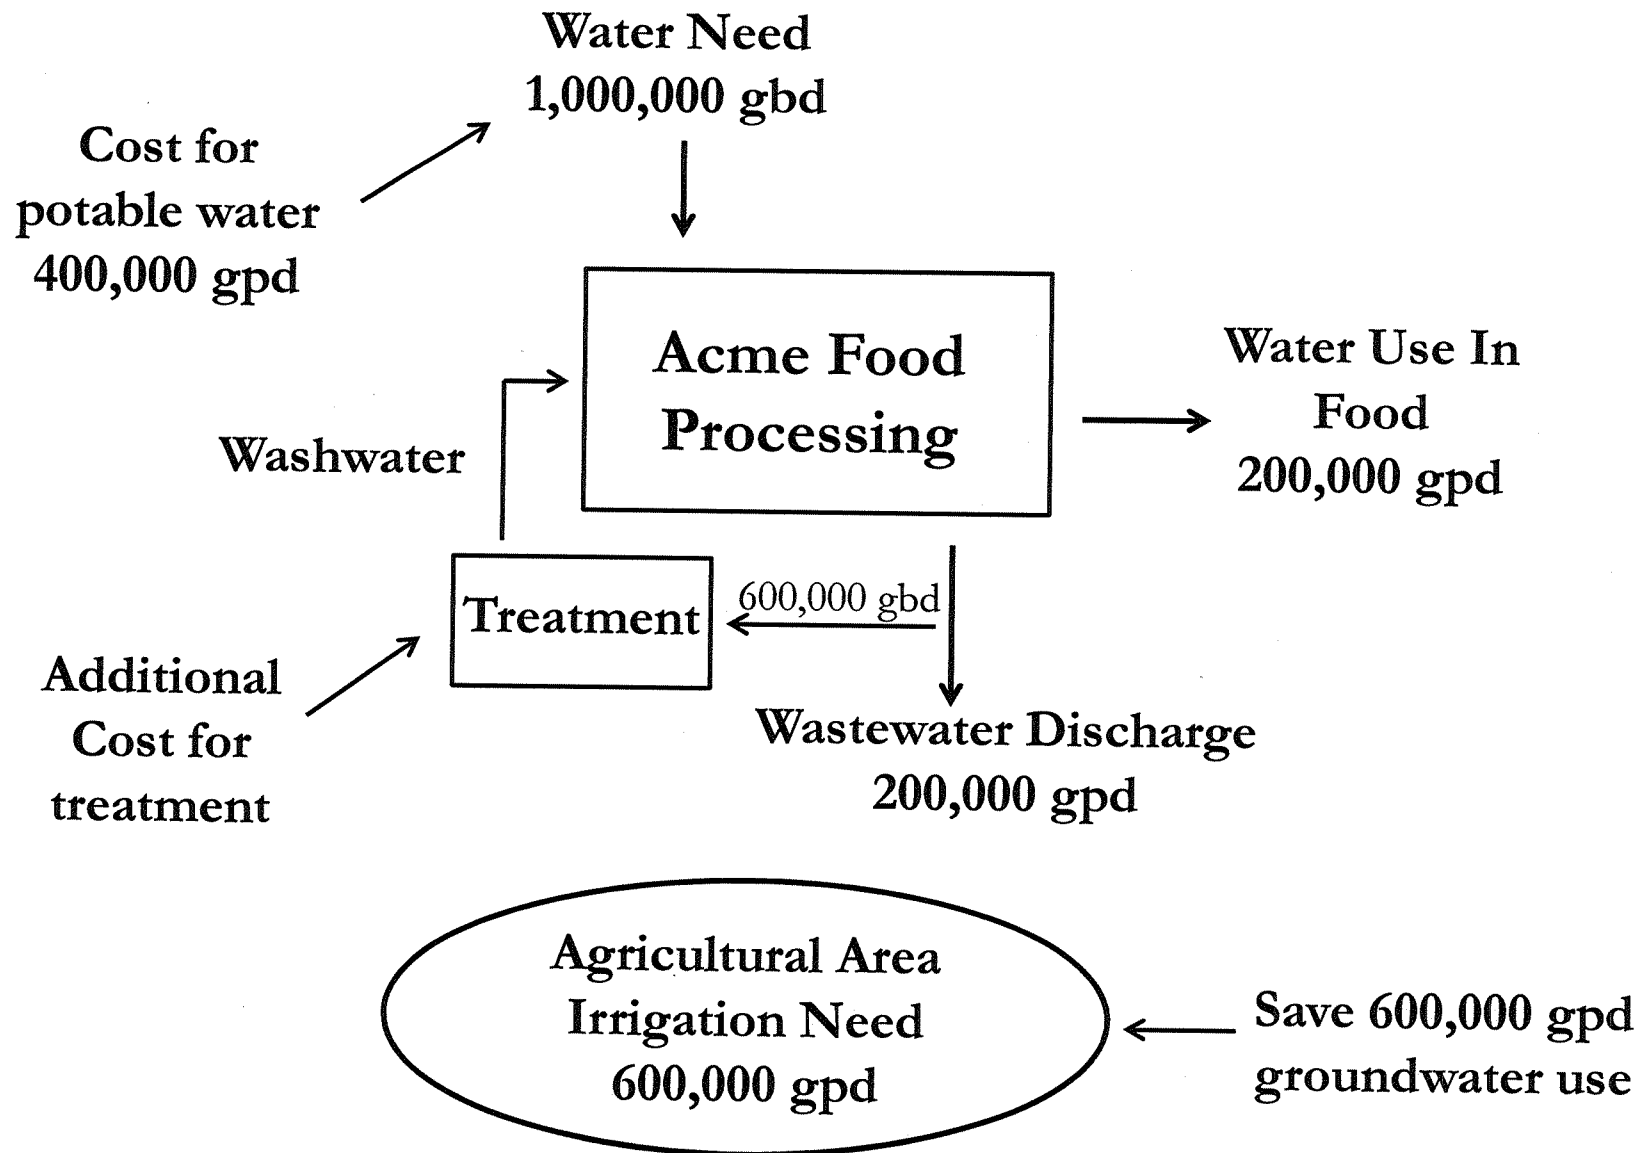 Water Need
1,000,000 gbd
Cost for
potable water
400,000 gpd
Acme Food
Processing
Water Use In
Food
200,000 gpd
Washwater
Treatment
600,000 gbd
Additional
Cost for
treatment
Wastewater Discharge
200,000 gpd
Agricultural Area
Irrigation Need
600,000 gpd
Save 600,000 gpd
groundwater use